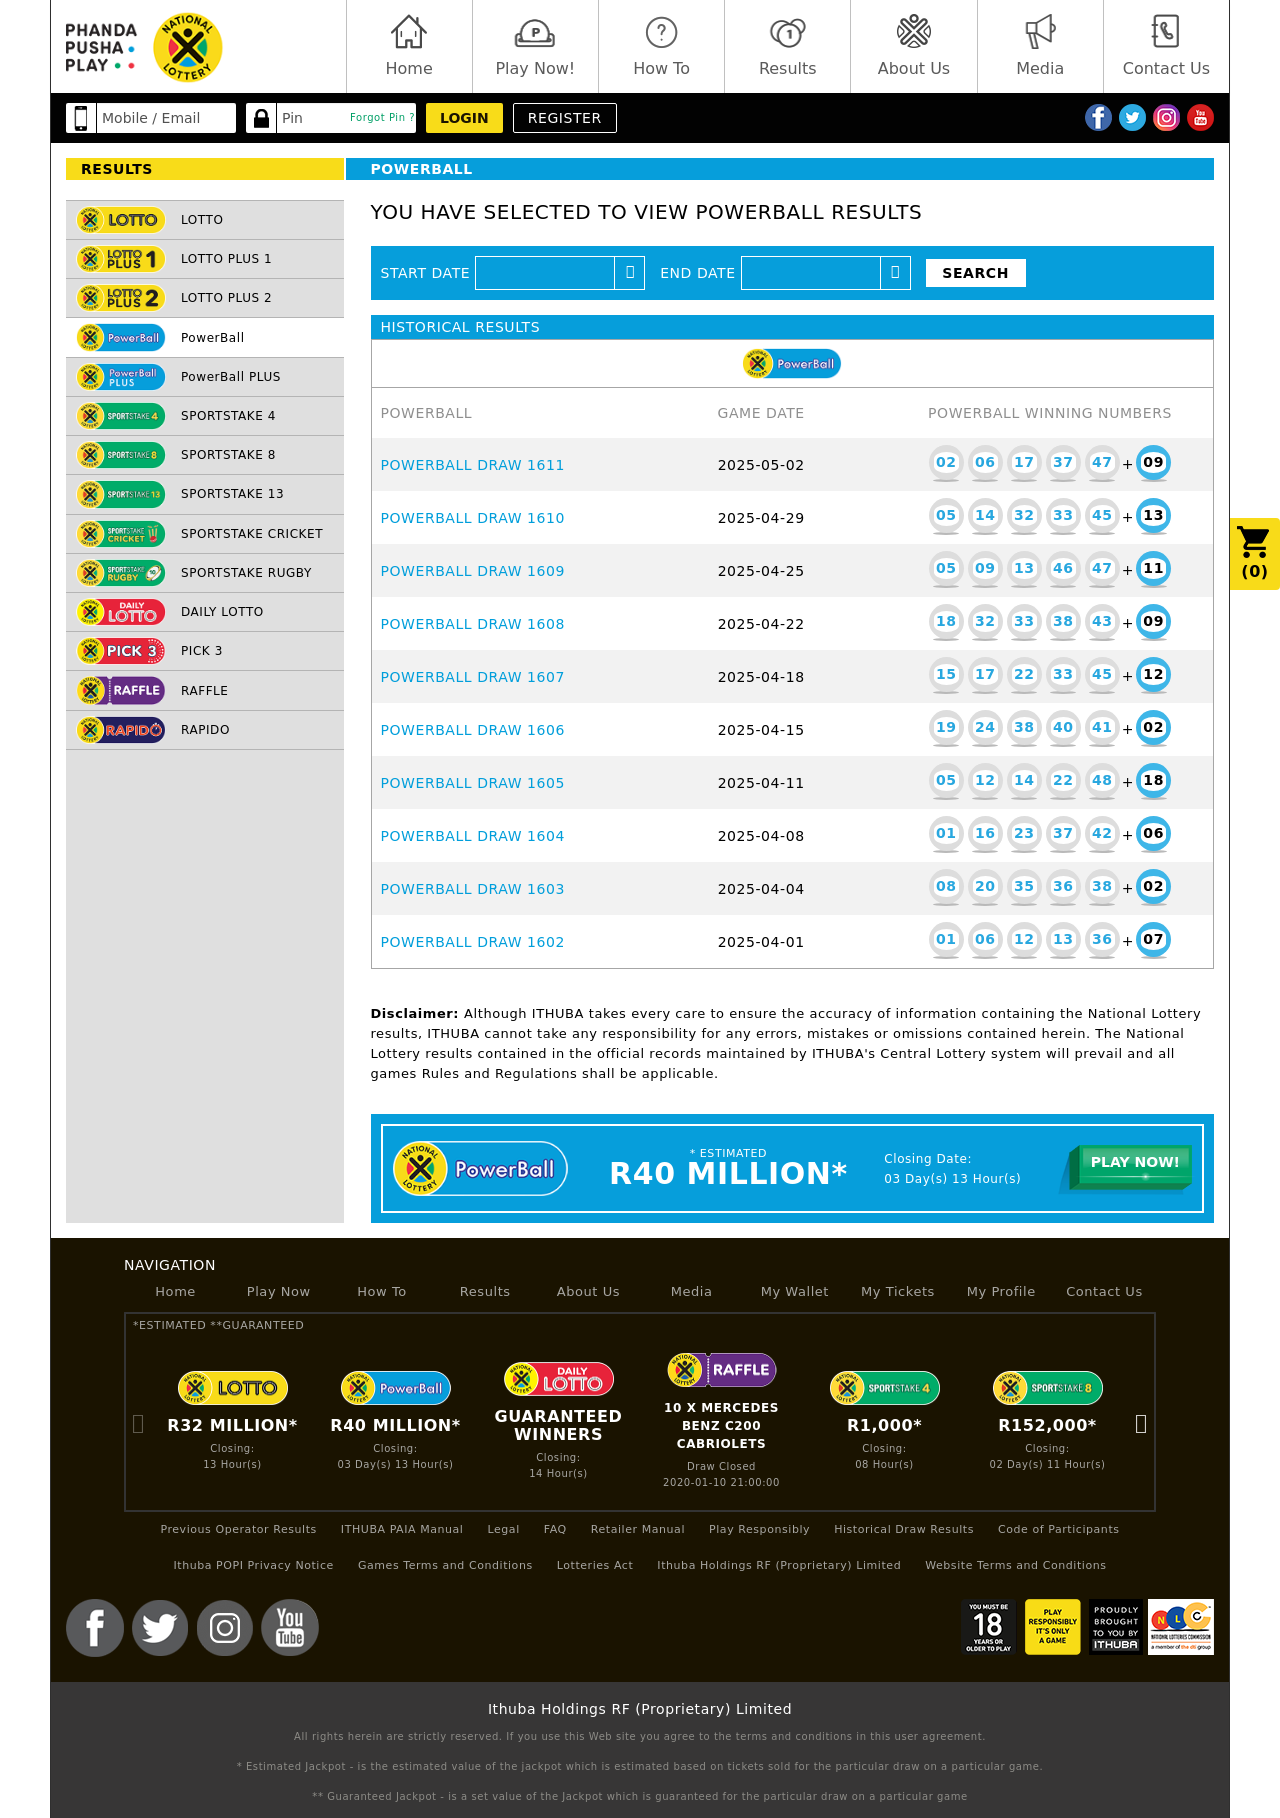 PHANDA
PUSHA
PLAY
NATIONAL
LOTTERY
Home
Play Now!
How To
Results
About Us
Media
Contact Us
Mobile / Email
Pin
Forgot Pin ?
LOGIN
REGISTER
RESULTS
POWERBALL
LOTTO LOTTO
LOTTO PLUS 1 LOTTO PLUS 1
LOTTO PLUS 2 LOTTO PLUS 2
PowerBall PowerBall
PowerBall PLUS PowerBall PLUS
SPORTSTAKE 4 SPORTSTAKE 4
SPORTSTAKE 8 SPORTSTAKE 8
SPORTSTAKE 13 SPORTSTAKE 13
SPORTSTAKE CRICKET SPORTSTAKE CRICKET
SPORTSTAKE RUGBY SPORTSTAKE RUGBY
DAILY LOTTO DAILY LOTTO
PICK 3 PICK 3
RAFFLE RAFFLE
RAPIDO RAPIDO
YOU HAVE SELECTED TO VIEW POWERBALL RESULTS
START DATE END DATE SEARCH
HISTORICAL RESULTS
PowerBall
POWERBALL GAME DATE POWERBALL WINNING NUMBERS
POWERBALL DRAW 1611 2025-05-02 02 06 17 37 47 + 09
POWERBALL DRAW 1610 2025-04-29 05 14 32 33 45 + 13
POWERBALL DRAW 1609 2025-04-25 05 09 13 46 47 + 11
POWERBALL DRAW 1608 2025-04-22 18 32 33 38 43 + 09
POWERBALL DRAW 1607 2025-04-18 15 17 22 33 45 + 12
POWERBALL DRAW 1606 2025-04-15 19 24 38 40 41 + 02
POWERBALL DRAW 1605 2025-04-11 05 12 14 22 48 + 18
POWERBALL DRAW 1604 2025-04-08 01 16 23 37 42 + 06
POWERBALL DRAW 1603 2025-04-04 08 20 35 36 38 + 02
POWERBALL DRAW 1602 2025-04-01 01 06 12 13 36 + 07
(0)
Disclaimer: Although ITHUBA takes every care to ensure the accuracy of information containing the National Lottery
results, ITHUBA cannot take any responsibility for any errors, mistakes or omissions contained herein. The National
Lottery results contained in the official records maintained by ITHUBA's Central Lottery system will prevail and all
games Rules and Regulations shall be applicable.
NATIONAL LOTTERY PowerBall
* ESTIMATED
R40 MILLION*
Closing Date:
03 Day(s) 13 Hour(s)
PLAY NOW!
NAVIGATION
Home Play Now How To Results About Us Media My Wallet My Tickets My Profile Contact Us
*ESTIMATED **GUARANTEED
LOTTO
R32 MILLION*
Closing:
13 Hour(s)
PowerBall
R40 MILLION*
Closing:
03 Day(s) 13 Hour(s)
DAILY LOTTO
GUARANTEED
WINNERS
Closing:
14 Hour(s)
RAFFLE
10 X MERCEDES
BENZ C200
CABRIOLETS
Draw Closed
2020-01-10 21:00:00
SPORTSTAKE 4
R1,000*
Closing:
08 Hour(s)
SPORTSTAKE 8
R152,000*
Closing:
02 Day(s) 11 Hour(s)
Previous Operator Results ITHUBA PAIA Manual Legal FAQ Retailer Manual Play Responsibly Historical Draw Results Code of Participants
Ithuba POPI Privacy Notice Games Terms and Conditions Lotteries Act Ithuba Holdings RF (Proprietary) Limited Website Terms and Conditions
You
Tube
YOU MUST BE
18
YEARS OR
OLDER TO PLAY
PLAY
RESPONSIBLY
IT'S ONLY
A GAME
PROUDLY
BROUGHT
TO YOU BY
ITHUBA
NLC
NATIONAL LOTTERIES COMMISSION
a member of the dti group
Ithuba Holdings RF (Proprietary) Limited
All rights herein are strictly reserved. If you use this Web site you agree to the terms and conditions in this user agreement.
* Estimated Jackpot - is the estimated value of the jackpot which is estimated based on tickets sold for the particular draw on a particular game.
** Guaranteed Jackpot - is a set value of the Jackpot which is guaranteed for the particular draw on a particular game